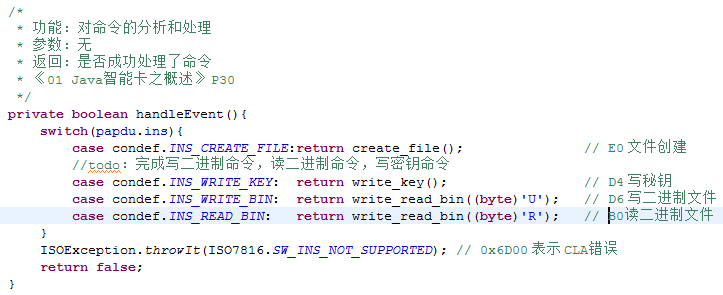 /*
 * 功能：对命令的分析和处理
 * 参数：无
 * 返回：是否成功处理了命令
 * 《01 Java智能卡之概述》P30
 */
private boolean handleEvent(){
    switch(papdu.ins){
        case condef.INS_CREATE_FILE:return create_file();               // E0 文件创建
        //todo：完成写二进制命令，读二进制命令，写密钥命令
        case condef.INS_WRITE_KEY:  return write_key();                 // D4 写秘钥
        case condef.INS_WRITE_BIN:  return write_read_bin((byte)'U');   // D6 写二进制文件
        case condef.INS_READ_BIN:   return write_read_bin((byte)'R');   // B0读二进制文件
    }
    ISOException.throwIt(ISO7816.SW_INS_NOT_SUPPORTED); // 0x6D00 表示 CLA错误
    return false;
}